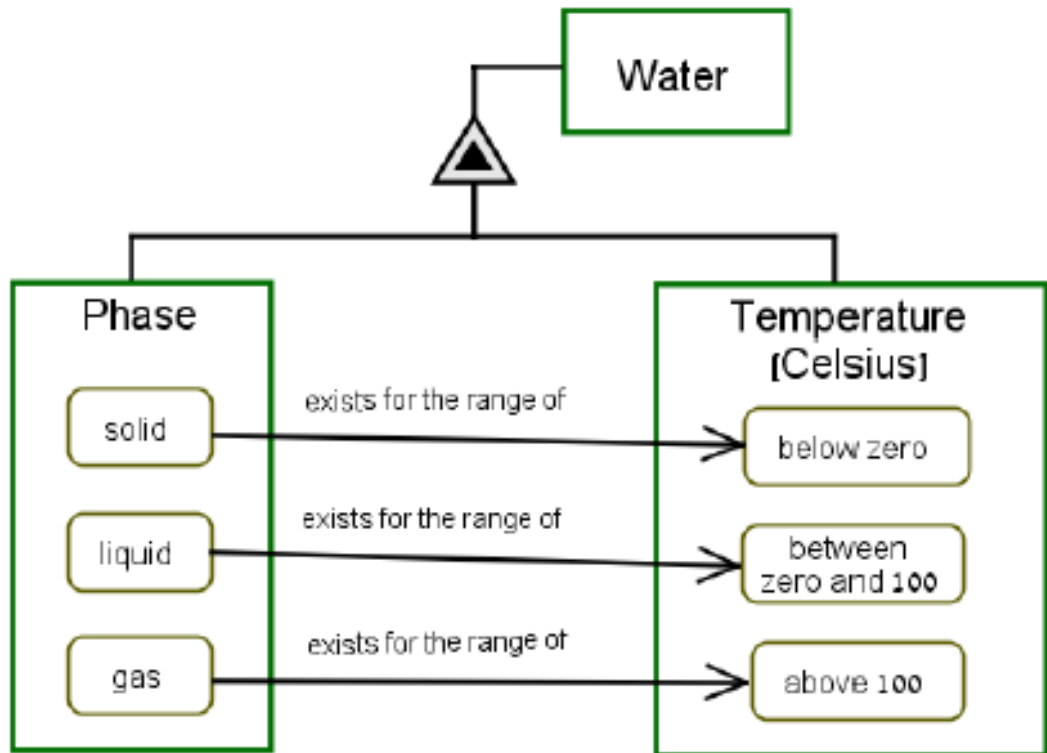 Water
Phase
Temperature
[Celsius]
solid
exists for the range of
below zero
liquid
exists for the range of
between
zero and 100
gas
exists for the range of
above 100